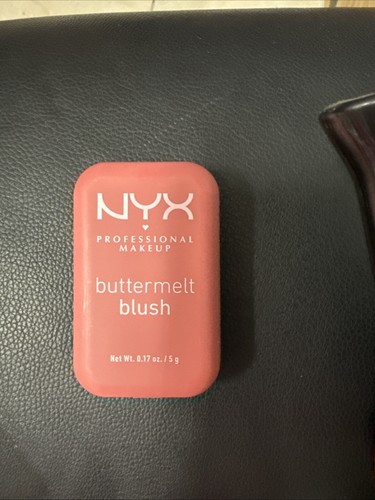 NYX
PROFESSIONAL
MAKEUP
buttermelt
blush
Net Wt. 0.17 oz. / 5 g